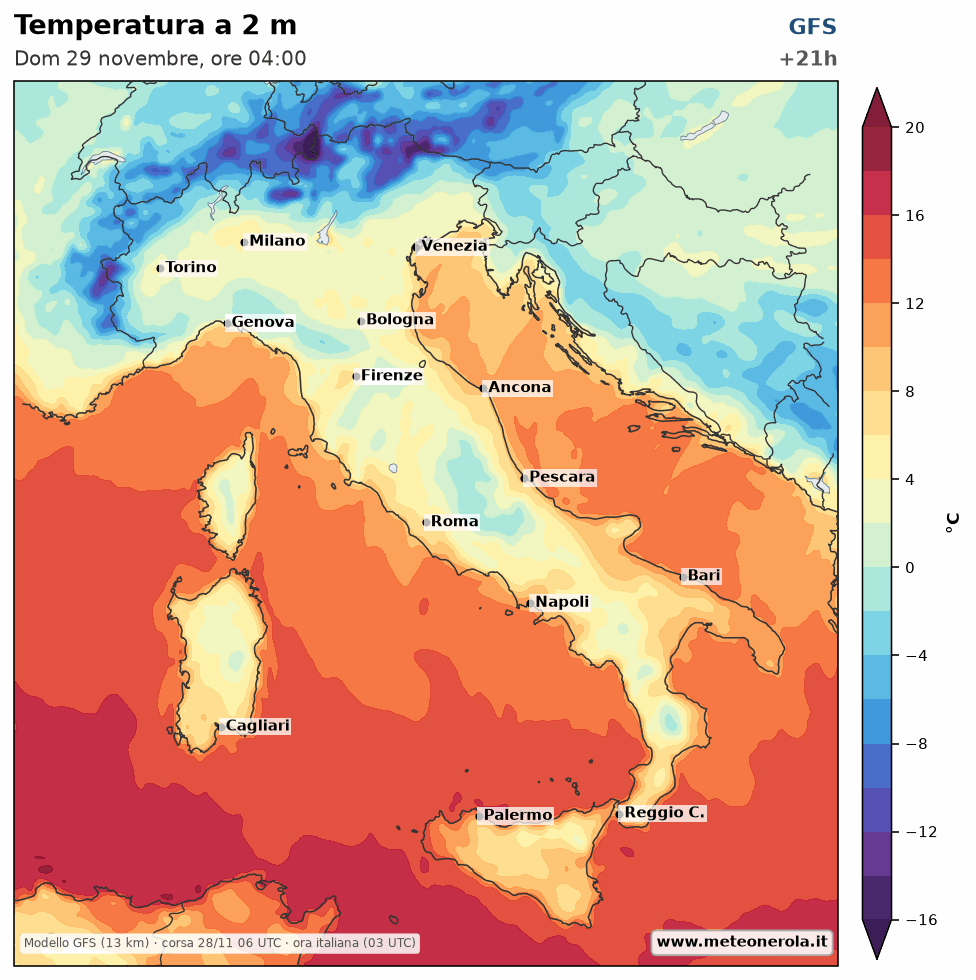 Temperatura a 2 m
GFS
Dom 29 novembre, ore 04:00
+21h
Milano
Venezia
Torino
Genova
Bologna
Firenze
Ancona
Pescara
Roma
Bari
Napoli
Cagliari
Palermo
Reggio C.
20
16
12
8
4
0
−4
−8
−12
−16
°C
Modello GFS (13 km) · corsa 28/11 06 UTC · ora italiana (03 UTC)
www.meteonerola.it